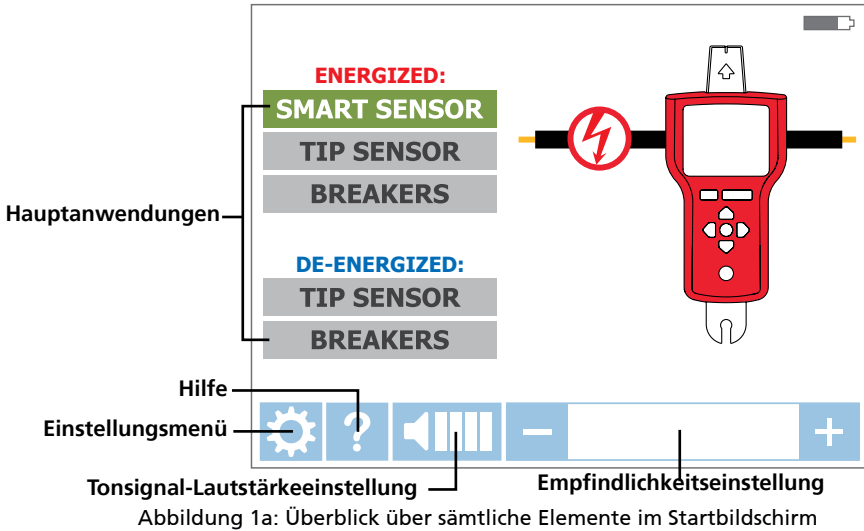 ENERGIZED:
SMART SENSOR
TIP SENSOR
BREAKERS
Hauptanwendungen
DE-ENERGIZED:
TIP SENSOR
BREAKERS
Hilfe
?
Einstellungsmenü
− +
Tonsignal-Lautstärkeeinstellung
Empfindlichkeitseinstellung
Abbildung 1a: Überblick über sämtliche Elemente im Startbildschirm